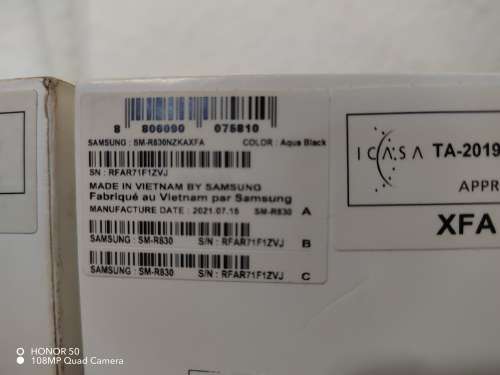 8 806090 075810
SAMSUNG : SM-R830NZKAXFA COLOR : Aqua Black
S/N : RFAR71F1ZVJ
MADE IN VIETNAM BY SAMSUNG
Fabriqué au Vietnam par Samsung
MANUFACTURE DATE : 2021.07.15 SM-R830 A
SAMSUNG : SM-R830 S/N : RFAR71F1ZVJ B
SAMSUNG : SM-R830 S/N : RFAR71F1ZVJ C
ICASA TA-2019
APPR
XFA
HONOR 50
108MP Quad Camera